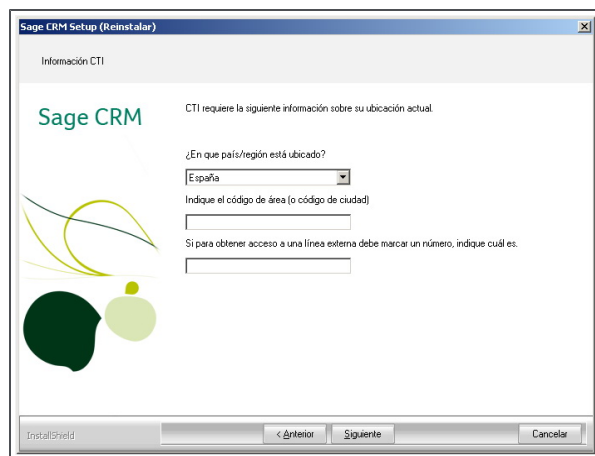 Sage CRM Setup (Reinstalar)
Información CTI
Sage CRM
CTI requiere la siguiente información sobre su ubicación actual.
¿En que país/región está ubicado?
España
Indique el código de área (o código de ciudad)
Si para obtener acceso a una línea externa debe marcar un número, indique cuál es.
InstallShield
< Anterior
Siguiente
Cancelar